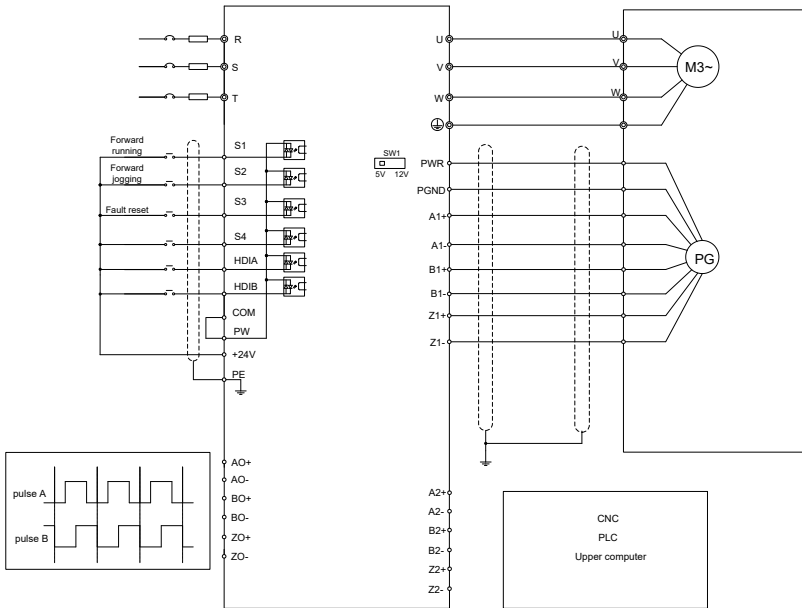 R
S
T
Forward
running
S1
Forward
jogging
S2
Fault reset
S3
S4
HDIA
HDIB
COM
PW
+24V
PE
SW1
5V 12V
U
V
W
PWR
PGND
A1+
A1-
B1+
B1-
Z1+
Z1-
U
V
W
M3~
PG
pulse A
pulse B
AO+
AO-
BO+
BO-
ZO+
ZO-
A2+
A2-
B2+
B2-
Z2+
Z2-
CNC
PLC
Upper computer